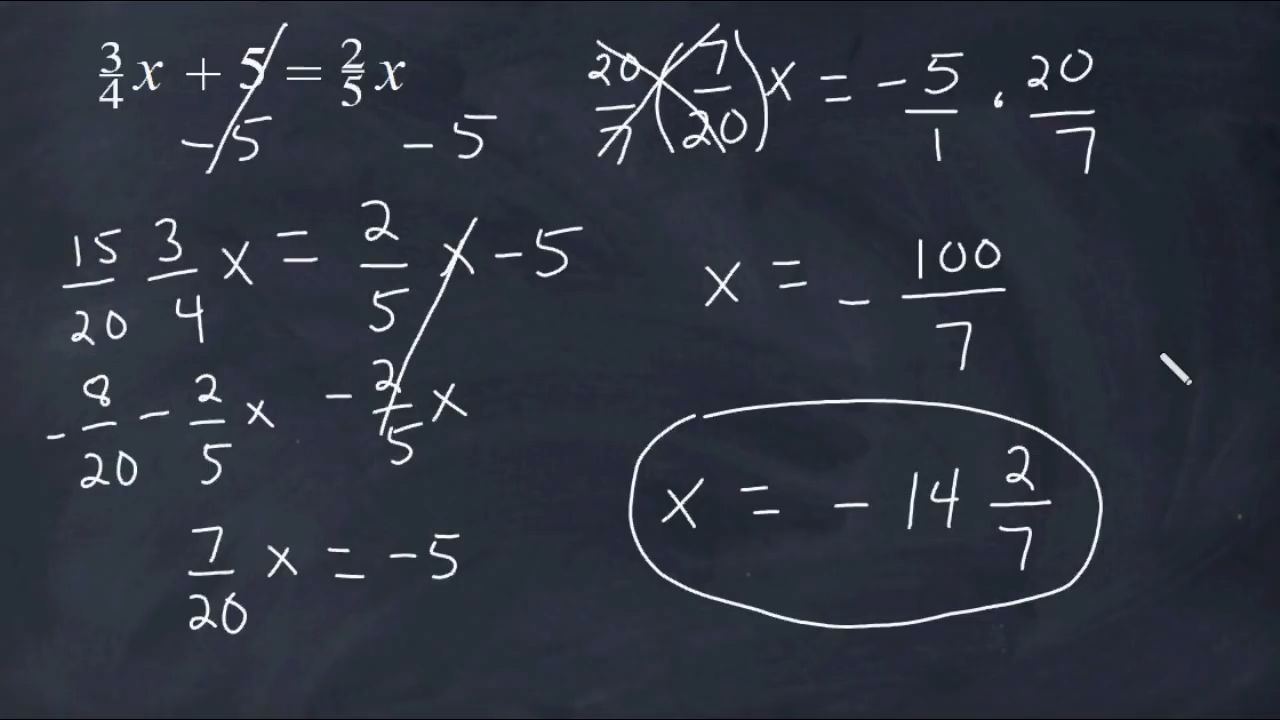 3/4 x + 5 = 2/5 x
-5 -5
15/20 3/4 x = 2/5 x - 5
- 8/20 - 2/5 x - 2/5 x
7/20 x = -5
20/7 (7/20) x = - 5/1 · 20/7
x = - 100/7
x = - 14 2/7